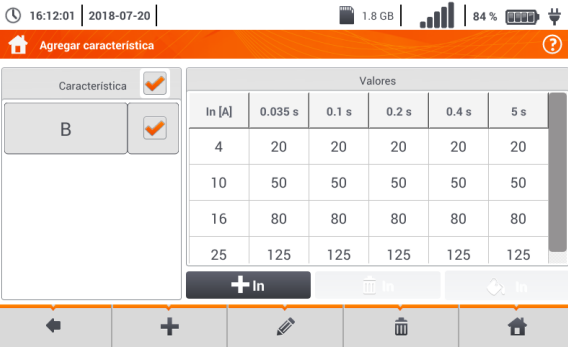 16:12:01 2018-07-20 1.8 GB 84 %
Agregar característica ?
Característica Valores
In [A] 0.035 s 0.1 s 0.2 s 0.4 s 5 s
B
4 20 20 20 20 20
10 50 50 50 50 50
16 80 80 80 80 80
25 125 125 125 125 125
+In In In